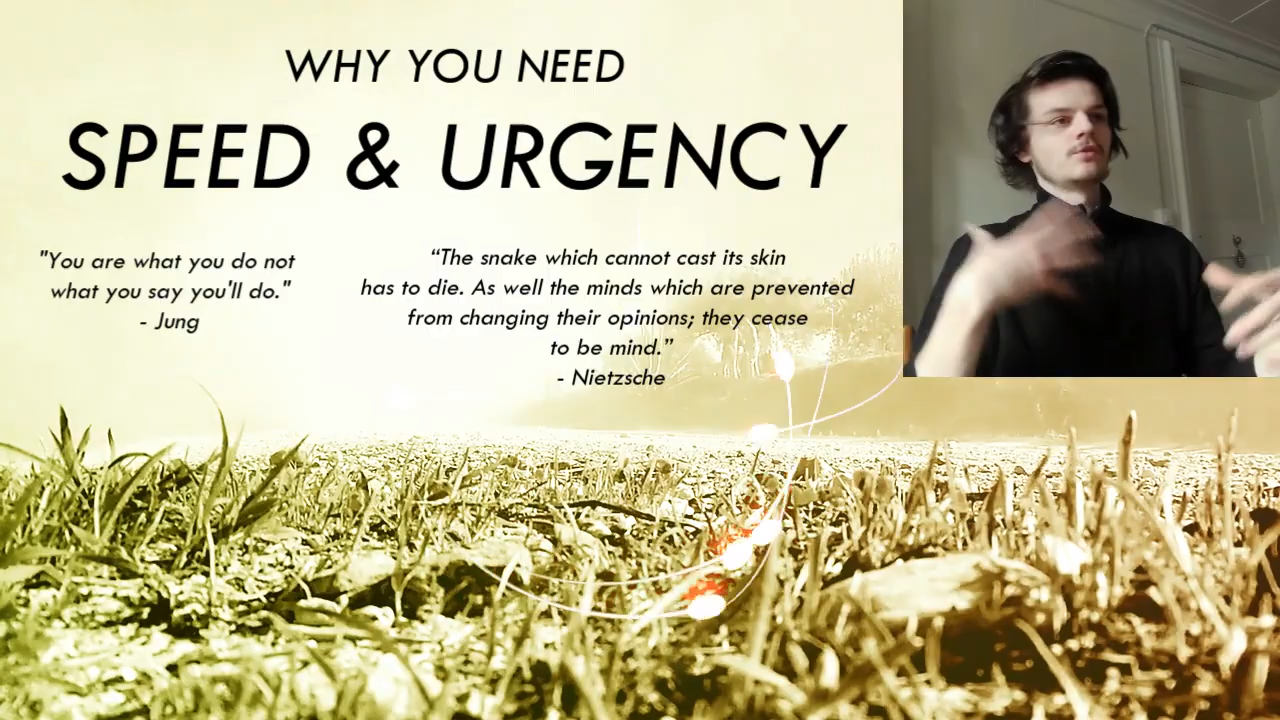 WHY YOU NEED
SPEED & URGENCY
"You are what you do not
what you say you'll do."
- Jung
“The snake which cannot cast its skin
has to die. As well the minds which are prevented
from changing their opinions; they cease
to be mind.”
- Nietzsche